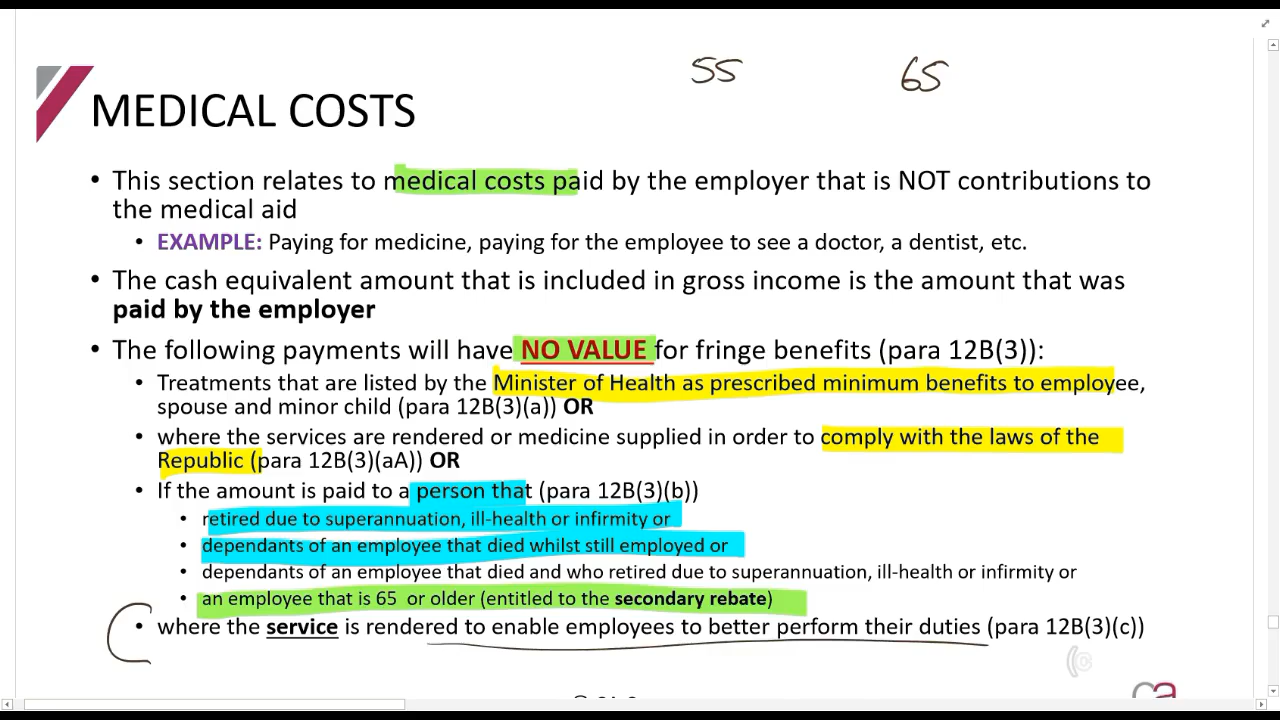 55 65
MEDICAL COSTS
• This section relates to medical costs paid by the employer that is NOT contributions to
the medical aid
• EXAMPLE: Paying for medicine, paying for the employee to see a doctor, a dentist, etc.
• The cash equivalent amount that is included in gross income is the amount that was
paid by the employer
• The following payments will have NO VALUE for fringe benefits (para 12B(3)):
• Treatments that are listed by the Minister of Health as prescribed minimum benefits to employee,
spouse and minor child (para 12B(3)(a)) OR
• where the services are rendered or medicine supplied in order to comply with the laws of the
Republic (para 12B(3)(aA)) OR
• If the amount is paid to a person that (para 12B(3)(b))
• retired due to superannuation, ill-health or infirmity or
• dependants of an employee that died whilst still employed or
• dependants of an employee that died and who retired due to superannuation, ill-health or infirmity or
• an employee that is 65 or older (entitled to the secondary rebate)
• where the service is rendered to enable employees to better perform their duties (para 12B(3)(c))
ca